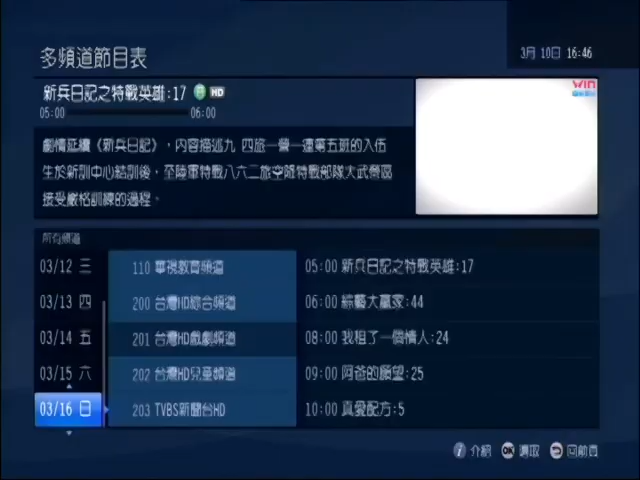 多頻道節目表
3月 10日 16:46
新兵日記之特戰英雄:17 HD
05:00 06:00
WIN
劇情延續《新兵日記》，內容描述九 四旅一營一連第五班的入伍
生於新訓中心結訓後，至陸軍特戰八六二旅空降特戰部隊大武營區
接受嚴格訓練的過程。
所有頻道
03/12 三 110 華視教育頻道 05:00 新兵日記之特戰英雄:17
03/13 四 200 台灣HD綜合頻道 06:00 綜藝大贏家:44
03/14 五 201 台灣HD戲劇頻道 08:00 我租了一個情人:24
03/15 六 202 台灣HD兒童頻道 09:00 阿爸的願望:25
03/16 日 203 TVBS新聞台HD 10:00 真愛配方:5
i 介紹 OK 選取 回前頁